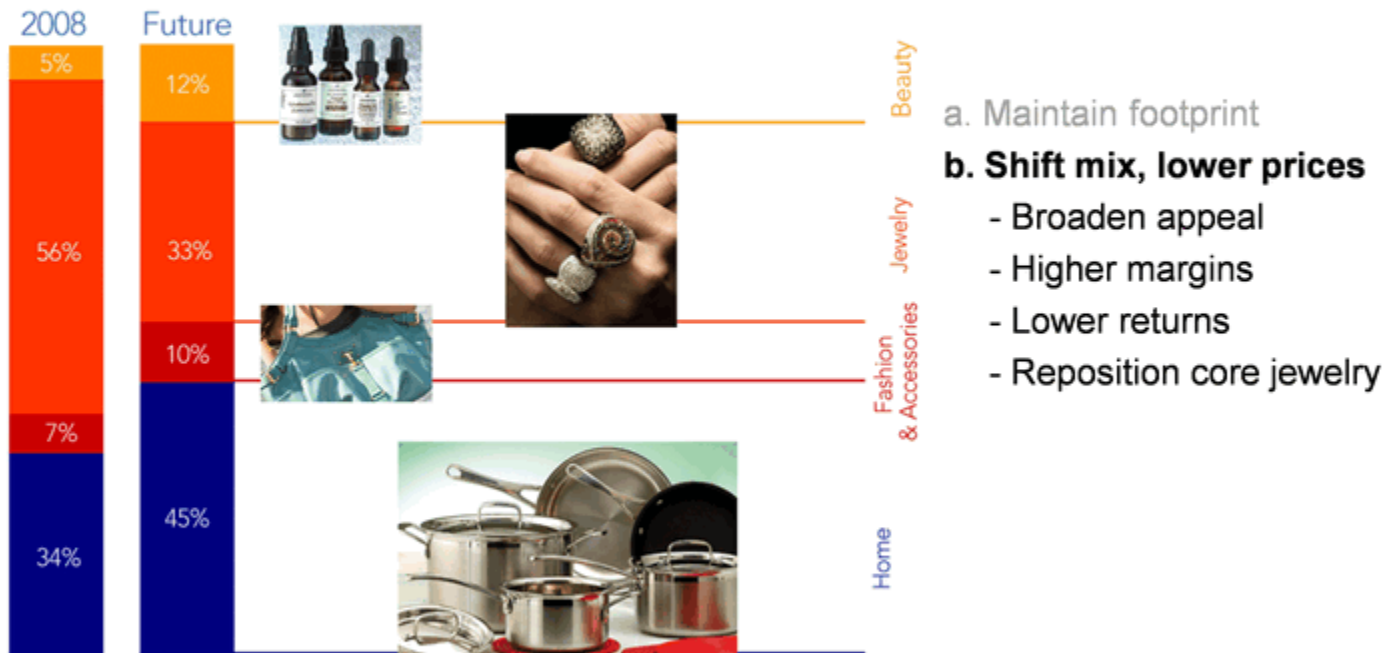 2008
Future
5%
12%
56%
33%
7%
10%
34%
45%
Beauty
Jewelry
Fashion
& Accessories
Home
a. Maintain footprint
b. Shift mix, lower prices
- Broaden appeal
- Higher margins
- Lower returns
- Reposition core jewelry